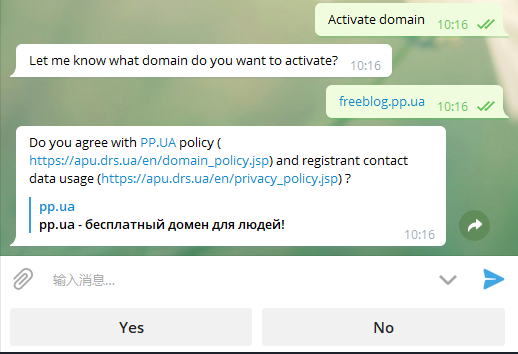 Activate domain 10:16
Let me know what domain do you want to activate? 10:16
freeblog.pp.ua 10:16
Do you agree with PP.UA policy (
https://apu.drs.ua/en/domain_policy.jsp) and registrant contact
data usage (https://apu.drs.ua/en/privacy_policy.jsp) ?
pp.ua
pp.ua - бесплатный домен для людей!
10:16
输入消息...
Yes No